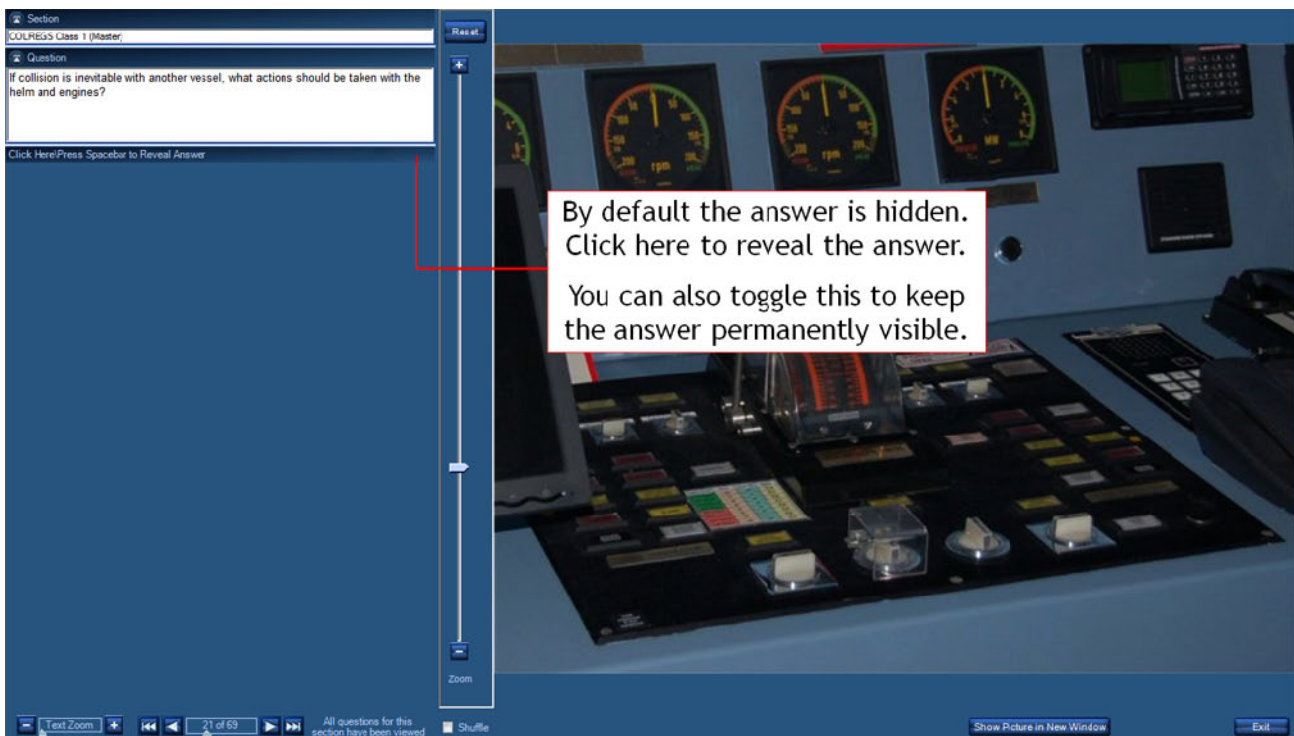 Section
COLREGS Class 1 (Master)
Question
If collision is inevitable with another vessel, what actions should be taken with the
helm and engines?
Click Here\Press Spacebar to Reveal Answer
Reset
+
-
Zoom
By default the answer is hidden.
Click here to reveal the answer.
You can also toggle this to keep
the answer permanently visible.
rpm
rpm
MW
- Text Zoom +
21 of 69
All questions for this
section have been viewed
Shuffle
Show Picture in New Window
Exit